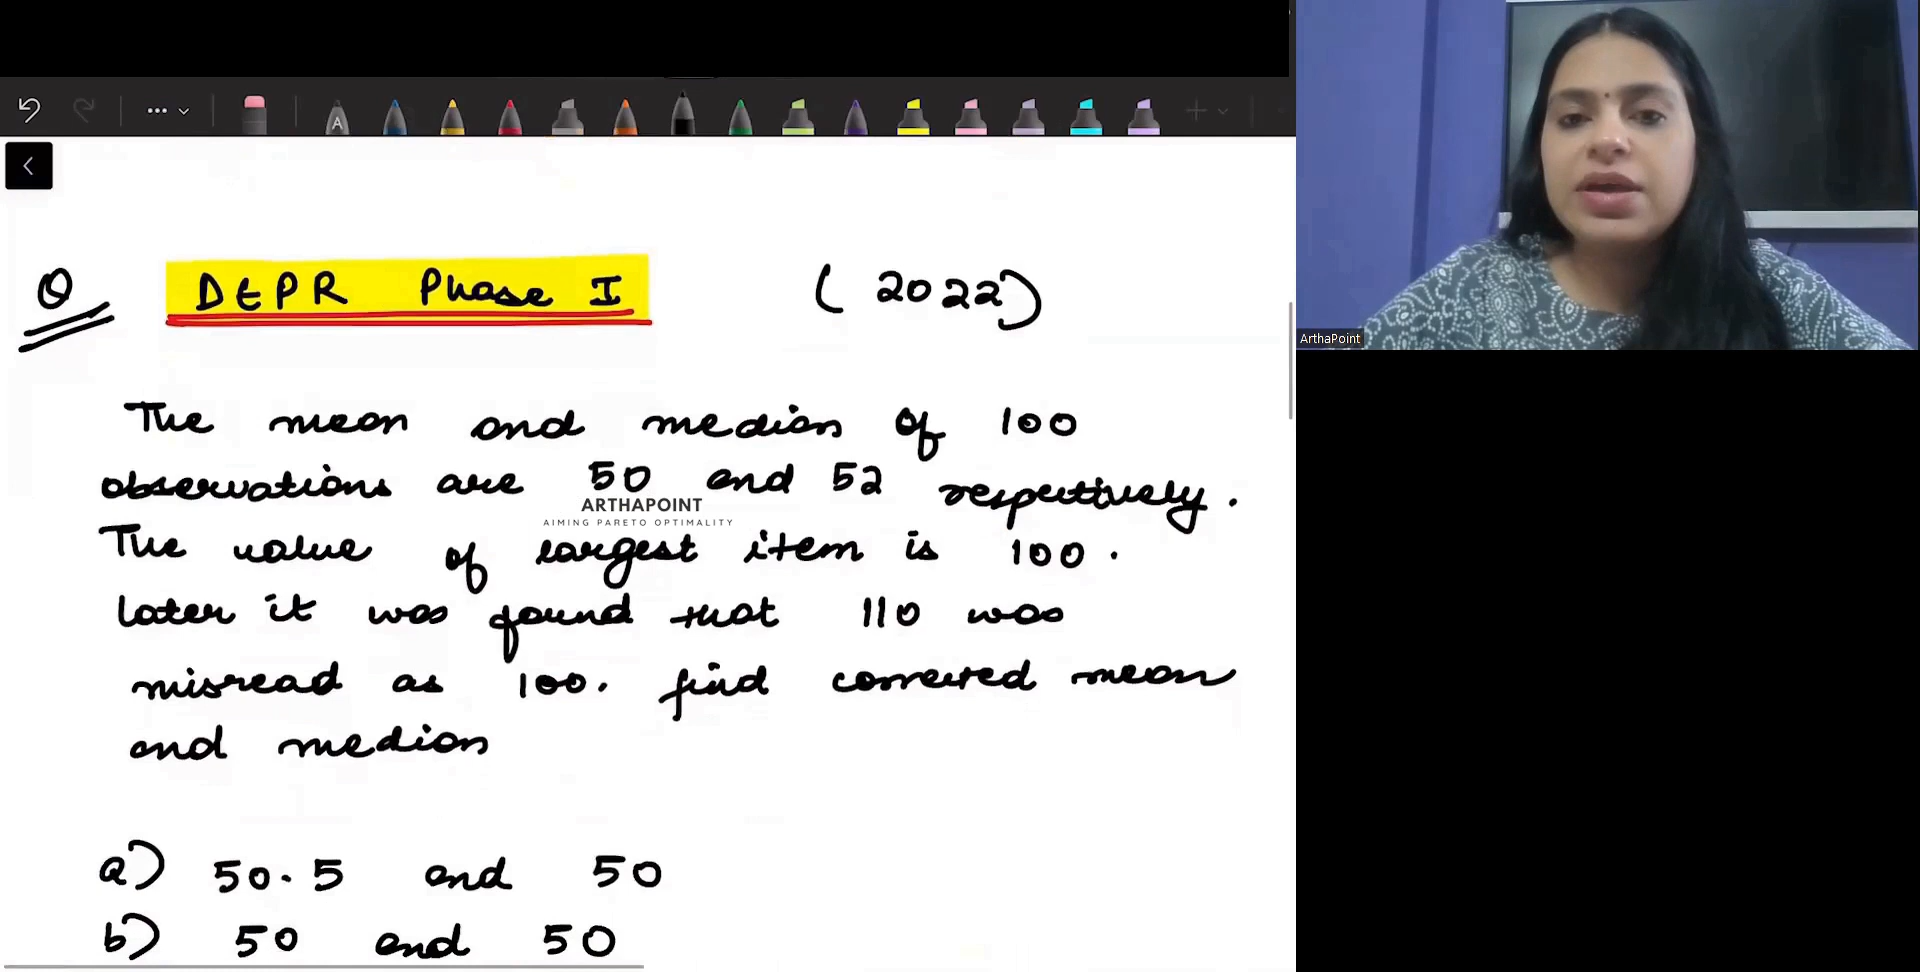 Q DEPR Phase I (2022)
The mean and median of 100
observations are 50 and 52 respectively.
ARTHAPOINT
AIMING PARETO OPTIMALITY
The value of largest item is 100.
later it was found that 110 was
misread as 100. find corrected mean
and median
a) 50.5 and 50
b) 50 and 50
A
ArthaPoint